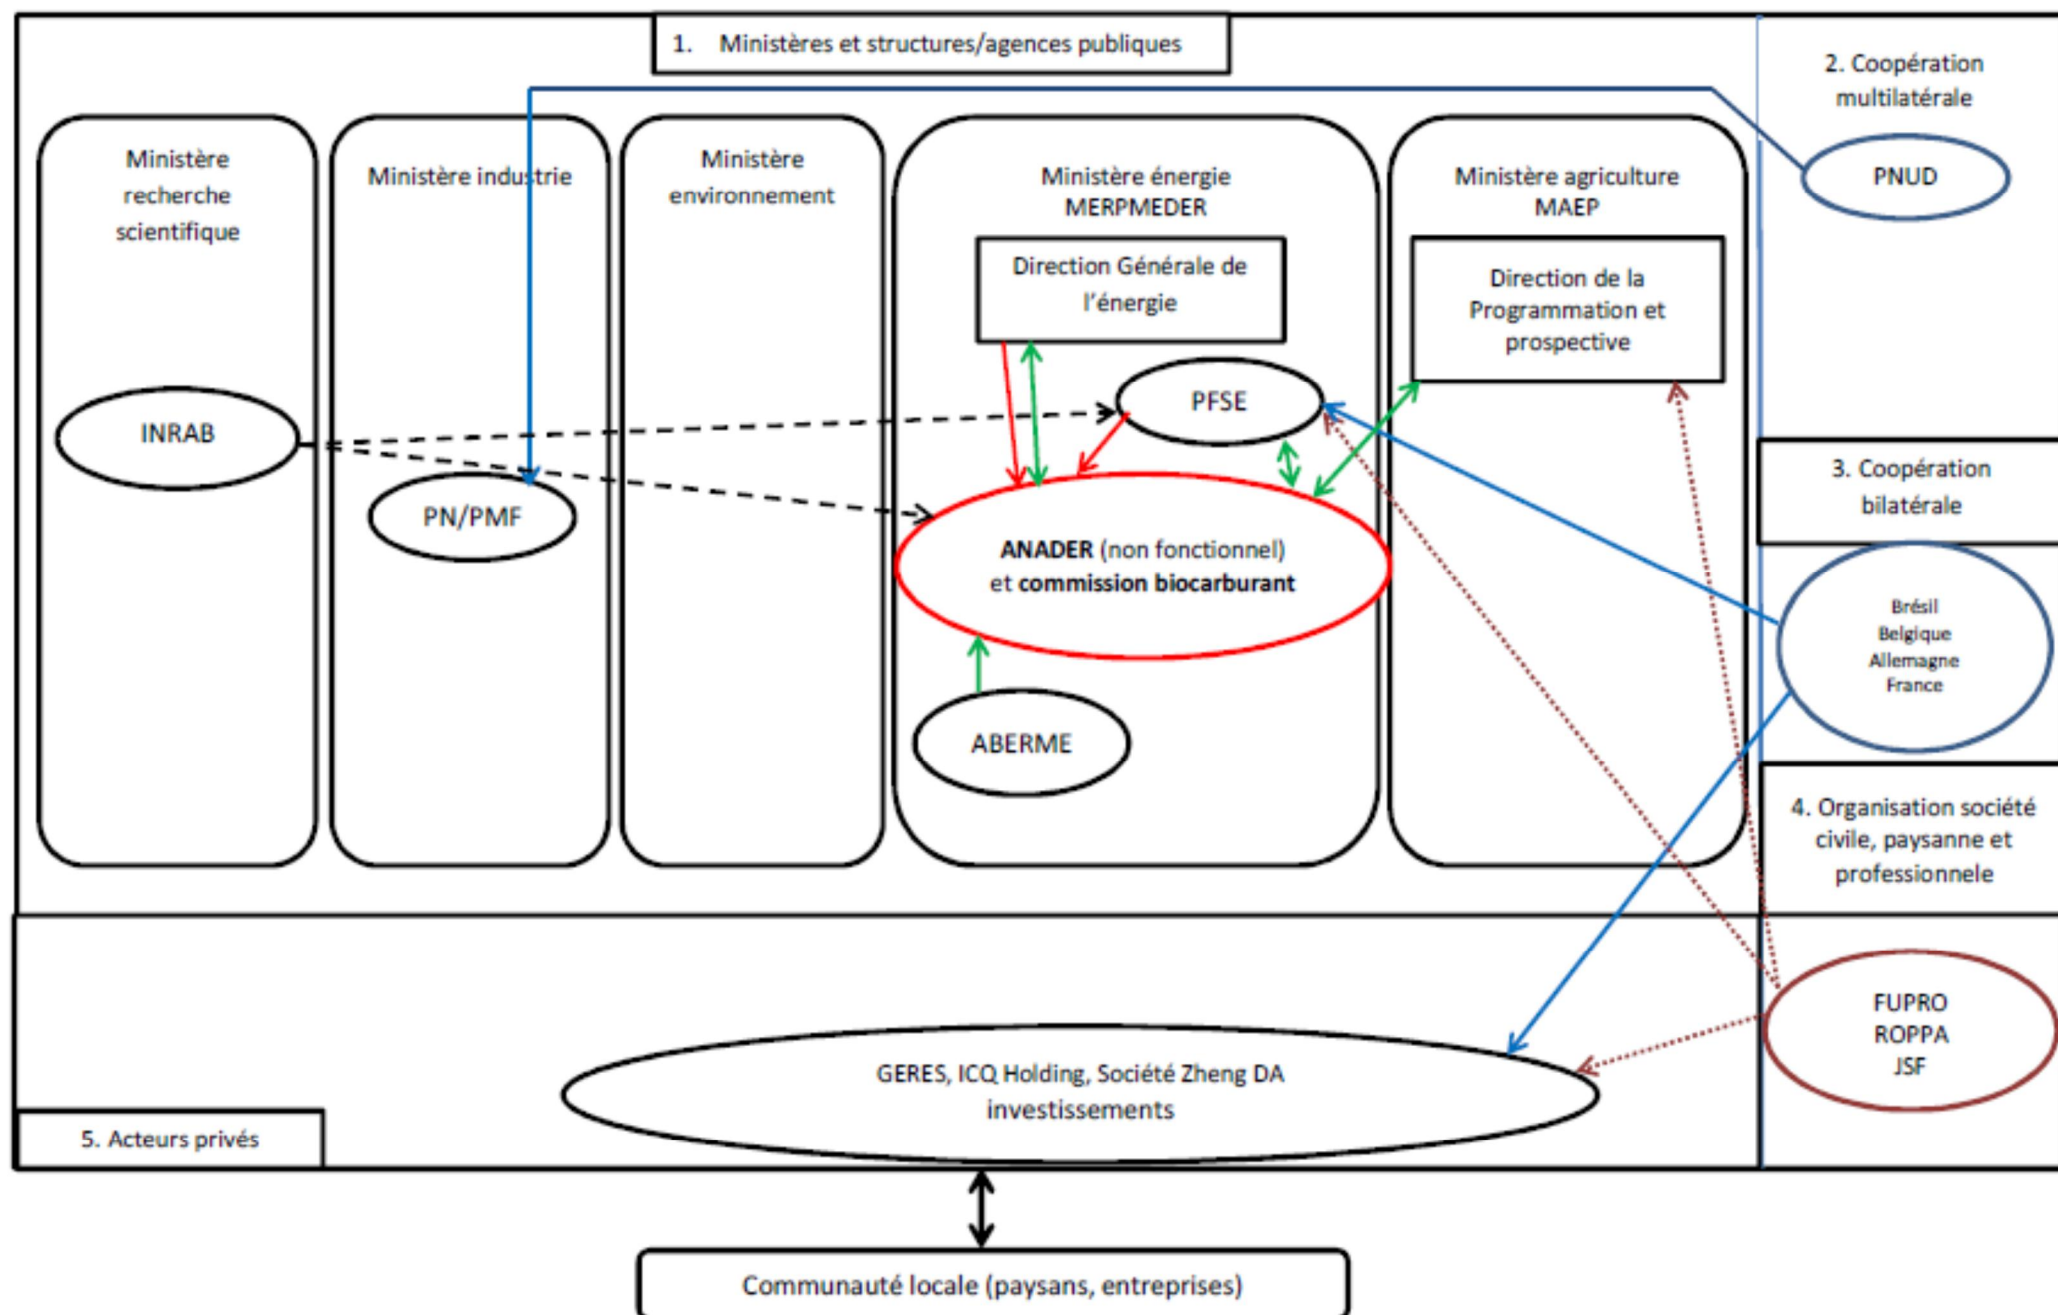 1. Ministères et structures/agences publiques
2. Coopération
multilatérale
PNUD
Ministère
recherche
scientifique
INRAB
Ministère industrie
PN/PMF
Ministère
environnement
Ministère énergie
MERPMEDER
Direction Générale de
l'énergie
PFSE
ANADER (non fonctionnel)
et commission biocarburant
ABERME
Ministère agriculture
MAEP
Direction de la
Programmation et
prospective
3. Coopération
bilatérale
Brésil
Belgique
Allemagne
France
4. Organisation société
civile, paysanne et
professionnele
FUPRO
ROPPA
JSF
GERES, ICQ Holding, Société Zheng DA
investissements
5. Acteurs privés
Communauté locale (paysans, entreprises)